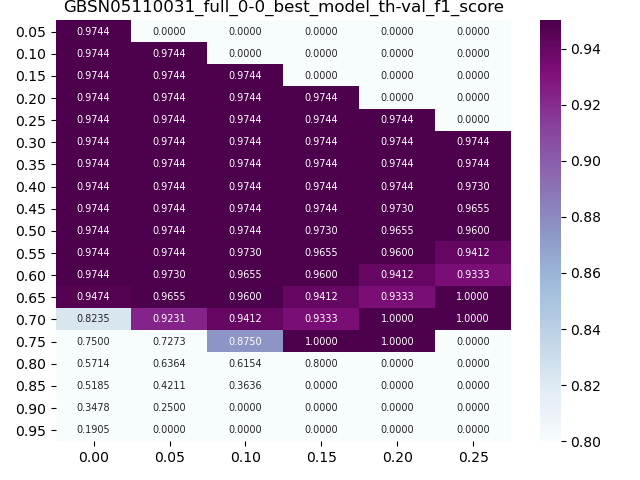 GBSN05110031_full_0-0_best_model_th-val_f1_score
0.05 0.9744 0.0000 0.0000 0.0000 0.0000 0.0000
0.10 0.9744 0.9744 0.0000 0.0000 0.0000 0.0000
0.15 0.9744 0.9744 0.9744 0.0000 0.0000 0.0000
0.20 0.9744 0.9744 0.9744 0.9744 0.0000 0.0000
0.25 0.9744 0.9744 0.9744 0.9744 0.9744 0.0000
0.30 0.9744 0.9744 0.9744 0.9744 0.9744 0.9744
0.35 0.9744 0.9744 0.9744 0.9744 0.9744 0.9744
0.40 0.9744 0.9744 0.9744 0.9744 0.9744 0.9730
0.45 0.9744 0.9744 0.9744 0.9744 0.9730 0.9655
0.50 0.9744 0.9744 0.9744 0.9730 0.9655 0.9600
0.55 0.9744 0.9744 0.9730 0.9655 0.9600 0.9412
0.60 0.9744 0.9730 0.9655 0.9600 0.9412 0.9333
0.65 0.9474 0.9655 0.9600 0.9412 0.9333 1.0000
0.70 0.8235 0.9231 0.9412 0.9333 1.0000 1.0000
0.75 0.7500 0.7273 0.8750 1.0000 1.0000 0.0000
0.80 0.5714 0.6364 0.6154 0.8000 0.0000 0.0000
0.85 0.5185 0.4211 0.3636 0.0000 0.0000 0.0000
0.90 0.3478 0.2500 0.0000 0.0000 0.0000 0.0000
0.95 0.1905 0.0000 0.0000 0.0000 0.0000 0.0000
0.00 0.05 0.10 0.15 0.20 0.25
0.94
0.92
0.90
0.88
0.86
0.84
0.82
0.80